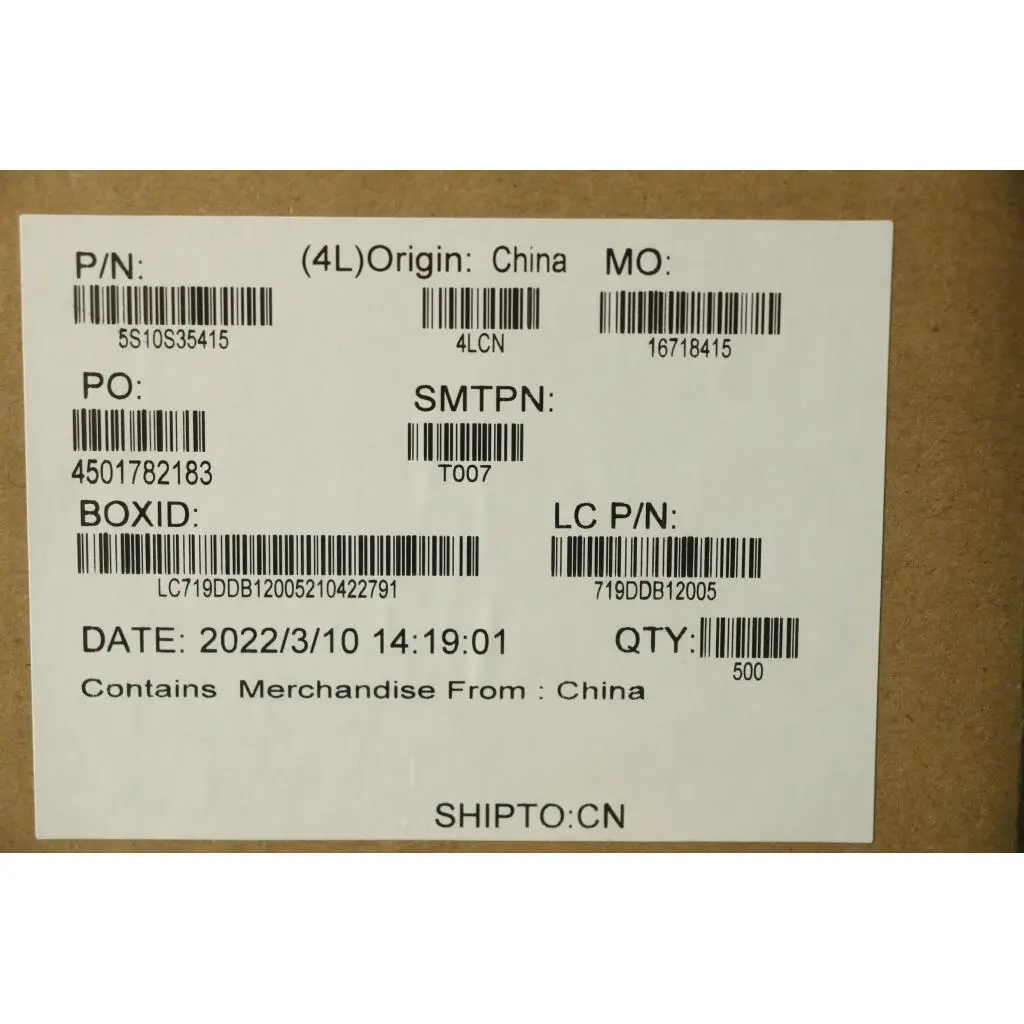 P/N: (4L)Origin: China MO:
5S10S35415 4LCN 16718415
PO: SMTPN:
4501782183 T007
BOXID: LC P/N:
LC719DDB12005210422791 719DDB12005
DATE: 2022/3/10 14:19:01 QTY:
500
Contains Merchandise From : China
SHIPTO:CN